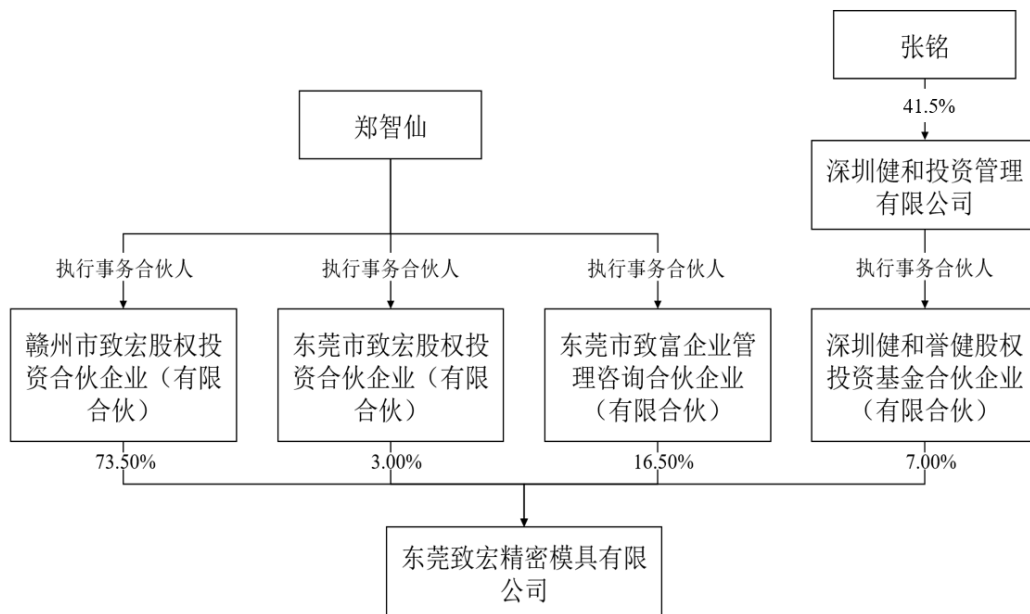 张铭
41.5%
郑智仙
深圳健和投资管理
有限公司
执行事务合伙人
执行事务合伙人
执行事务合伙人
执行事务合伙人
赣州市致宏股权投
资合伙企业（有限
合伙）
东莞市致宏股权投
资合伙企业（有限
合伙）
东莞市致富企业管
理咨询合伙企业
（有限合伙）
深圳健和誉健股权
投资基金合伙企业
（有限合伙）
73.50%
3.00%
16.50%
7.00%
东莞致宏精密模具有限
公司